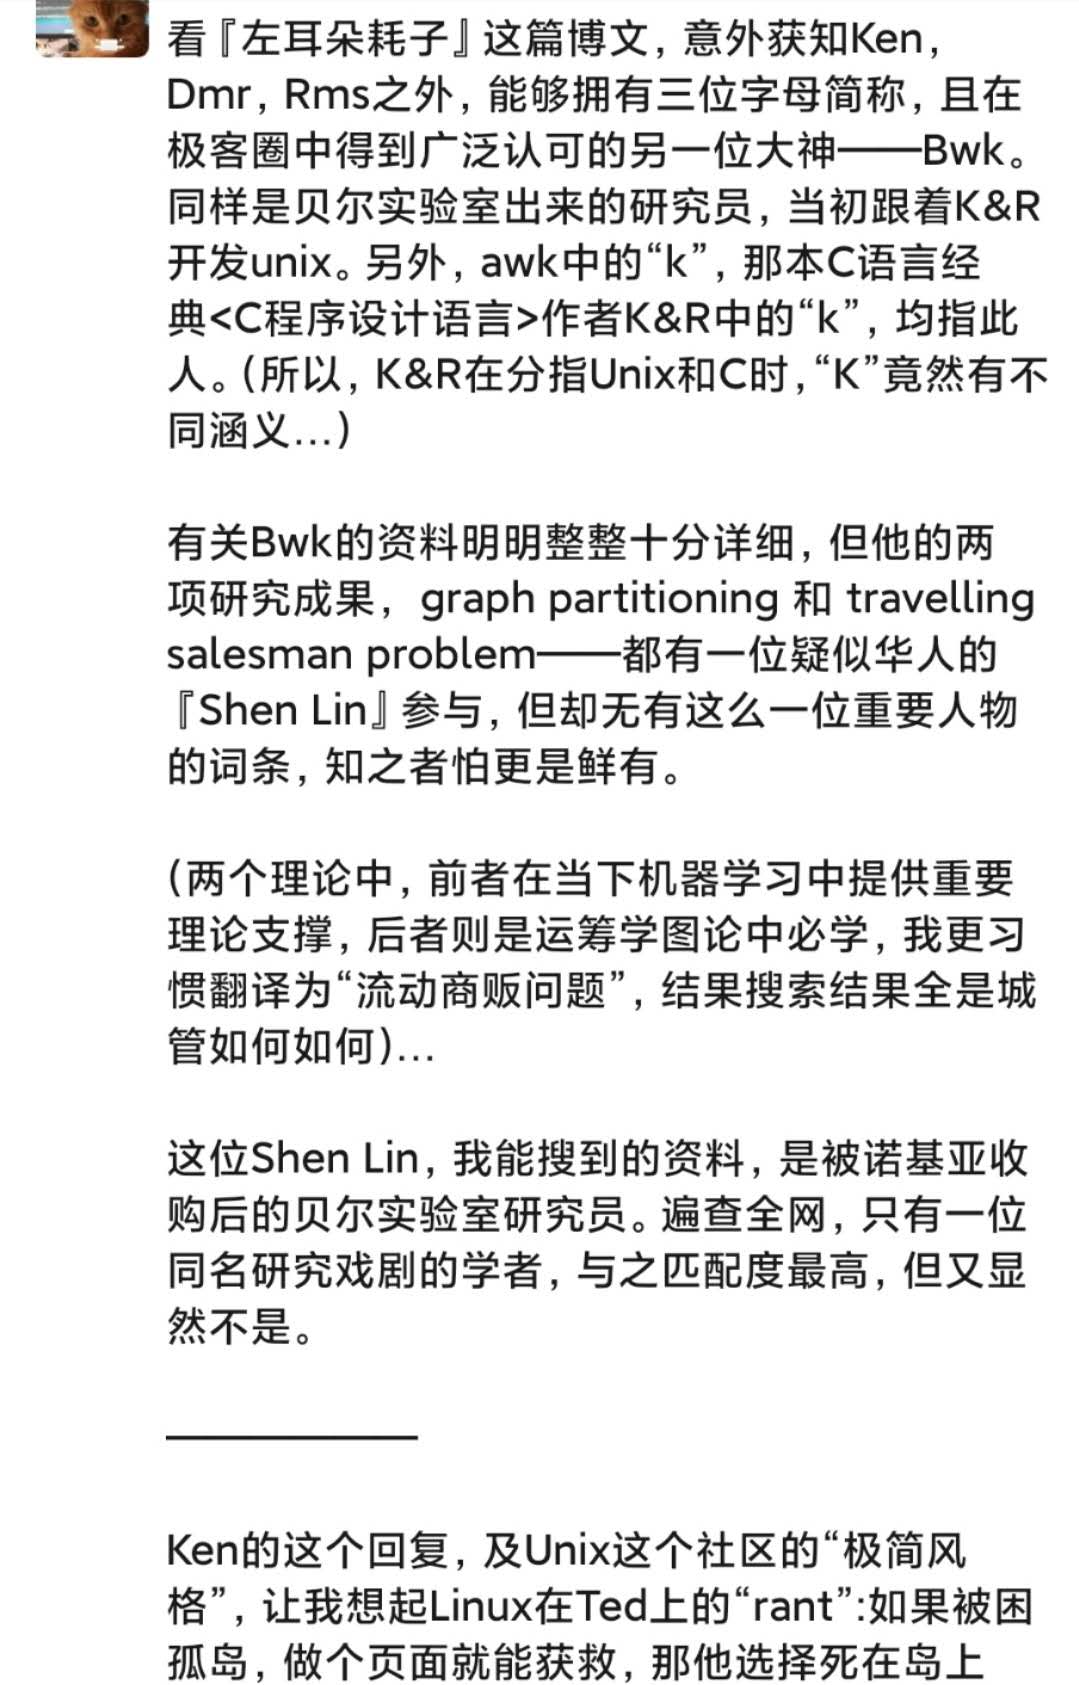 看『左耳朵耗子』这篇博文，意外获知Ken，
Dmr，Rms之外，能够拥有三位字母简称，且在
极客圈中得到广泛认可的另一位大神——Bwk。
同样是贝尔实验室出来的研究员，当初跟着K&R
开发unix。另外，awk中的“k”，那本C语言经
典<C程序设计语言>作者K&R中的“k”，均指此
人。（所以，K&R在分指Unix和C时，“K”竟然有不
同涵义...）
有关Bwk的资料明明整整十分详细，但他的两
项研究成果，graph partitioning 和 travelling
salesman problem——都有一位疑似华人的
『Shen Lin』参与，但却无有这么一位重要人物
的词条，知之者怕更是鲜有。
（两个理论中，前者在当下机器学习中提供重要
理论支撑，后者则是运筹学图论中必学，我更习
惯翻译为“流动商贩问题”，结果搜索结果全是城
管如何如何）...
这位Shen Lin，我能搜到的资料，是被诺基亚收
购后的贝尔实验室研究员。遍查全网，只有一位
同名研究戏剧的学者，与之匹配度最高，但又显
然不是。
——————
Ken的这个回复，及Unix这个社区的“极简风
格”，让我想起Linux在Ted上的“rant”:如果被困
孤岛，做个页面就能获救，那他选择死在岛上